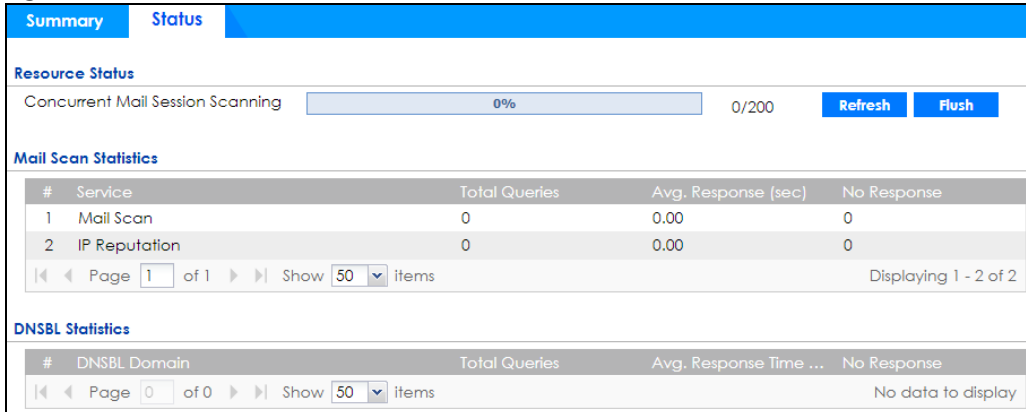 Summary Status
Resource Status
Concurrent Mail Session Scanning 0% 0/200 Refresh Flush
Mail Scan Statistics
# Service Total Queries Avg. Response (sec) No Response
1 Mail Scan 0 0.00 0
2 IP Reputation 0 0.00 0
Page 1 of 1 Show 50 items Displaying 1 - 2 of 2
DNSBL Statistics
# DNSBL Domain Total Queries Avg. Response Time ... No Response
Page 0 of 0 Show 50 items No data to display